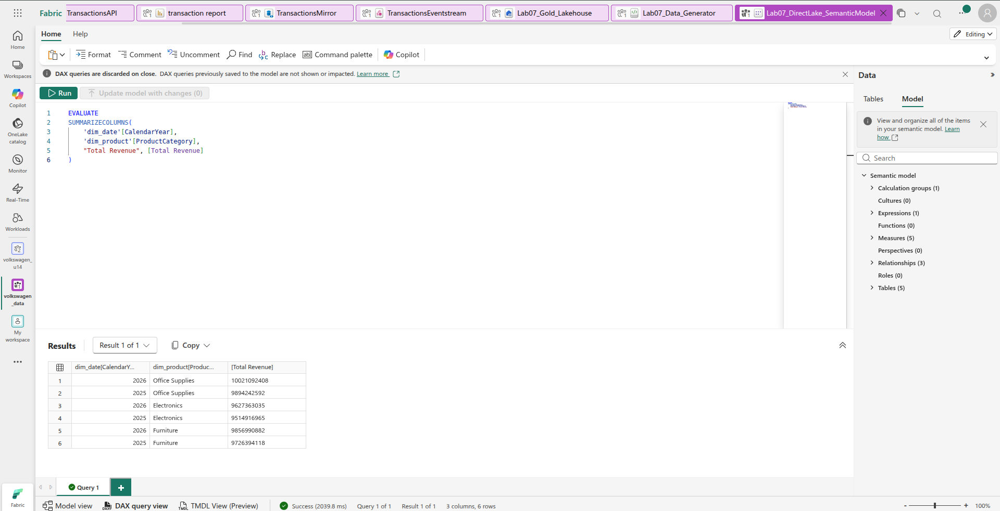 Fabric
TransactionsAPI
transaction report
TransactionsMirror
TransactionsEventstream
Lab07_Gold_Lakehouse
Lab07_Data_Generator
Lab07_DirectLake_SemanticModel
Home
Help
Editing
Format
Comment
Uncomment
Find
Replace
Command palette
Copilot
DAX queries are discarded on close. DAX queries previously saved to the model are not shown or impacted. Learn more
Run
Update model with changes (0)
1 EVALUATE
2 SUMMARIZECOLUMNS(
3 'dim_date'[CalendarYear],
4 'dim_product'[ProductCategory],
5 "Total Revenue", [Total Revenue]
6 )
Home
Workspaces
Copilot
OneLake
catalog
Monitor
Real-Time
Workloads
volkswagen_
u14
volkswagen
_data
My
workspace
Fabric
Data
Tables
Model
View and organize all of the items
in your semantic model. Learn
how
Search
Semantic model
Calculation groups (1)
Cultures (0)
Expressions (1)
Functions (0)
Measures (5)
Perspectives (0)
Relationships (3)
Roles (0)
Tables (5)
Results
Result 1 of 1
Copy
dim_date[CalendarY... dim_product[Produc... [Total Revenue]
1 2026 Office Supplies 10021092408
2 2025 Office Supplies 9894242592
3 2026 Electronics 9627363035
4 2025 Electronics 9514916965
5 2026 Furniture 9856990882
6 2025 Furniture 9726394118
Query 1
Model view
DAX query view
TMDL View (Preview)
Success (2039.8 ms)
Query 1 of 1
Result 1 of 1
3 columns, 6 rows
- + 100%